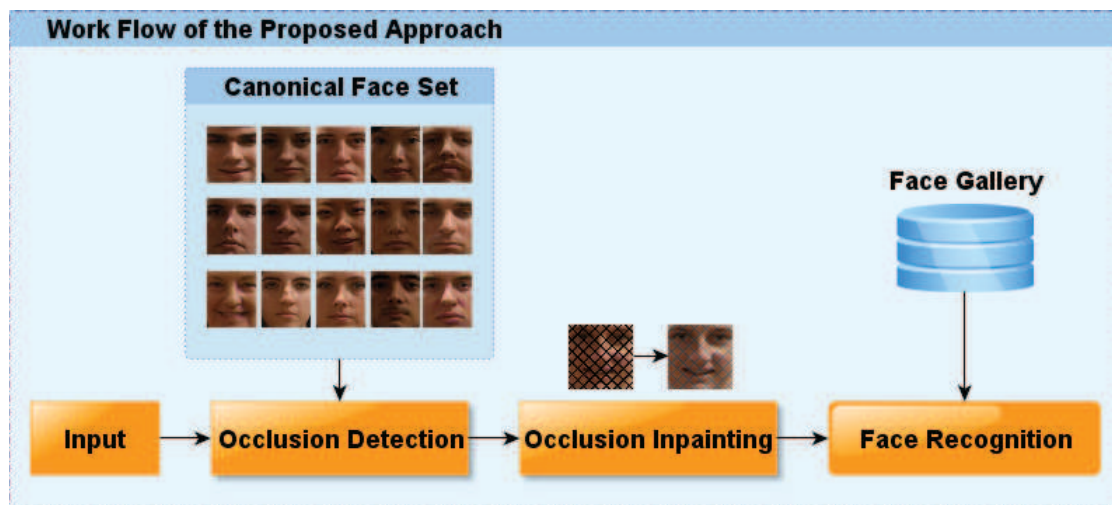 Work Flow of the Proposed Approach
Canonical Face Set
Face Gallery
Input
Occlusion Detection
Occlusion Inpainting
Face Recognition